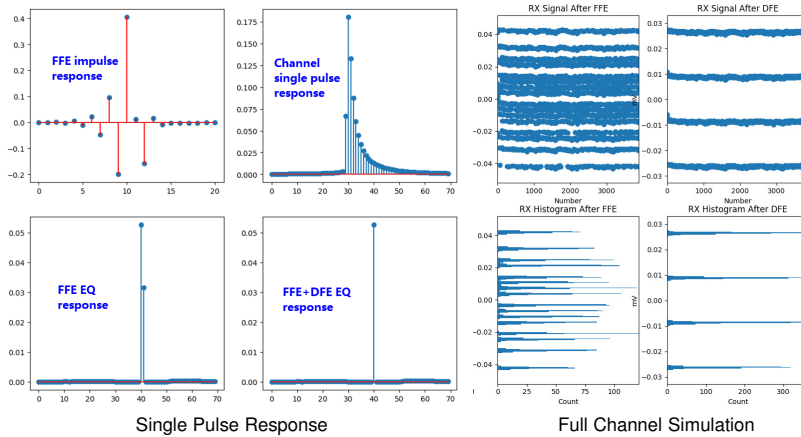 FFE impulse
response
0.4
0.3
0.2
0.1
0.0
-0.1
-0.2
0
5
10
15
20
Channel
single pulse
response
0.175
0.150
0.125
0.100
0.075
0.050
0.025
0.000
0 10 20 30 40 50 60 70
RX Signal After FFE
0.04
0.02
0.00
-0.02
-0.04
0 1000 2000 3000
Number
RX Signal After DFE
0.03
0.02
0.01
mV
-0.01
-0.02
-0.03
0 1000 2000 3000
Number
FFE EQ
response
0.05
0.04
0.03
0.02
0.01
0.00
0 10 20 30 40 50 60 70
FFE+DFE EQ
response
0.05
0.04
0.03
0.02
0.01
0.00
0 10 20 30 40 50 60 70
RX Histogram After FFE
0.04
0.02
0.00
-0.02
-0.04
0 25 50 75 100
Count
RX Histogram After DFE
0.03
0.02
0.01
mV
-0.01
-0.02
-0.03
0 100 200 300
Count
Single Pulse Response
Full Channel Simulation